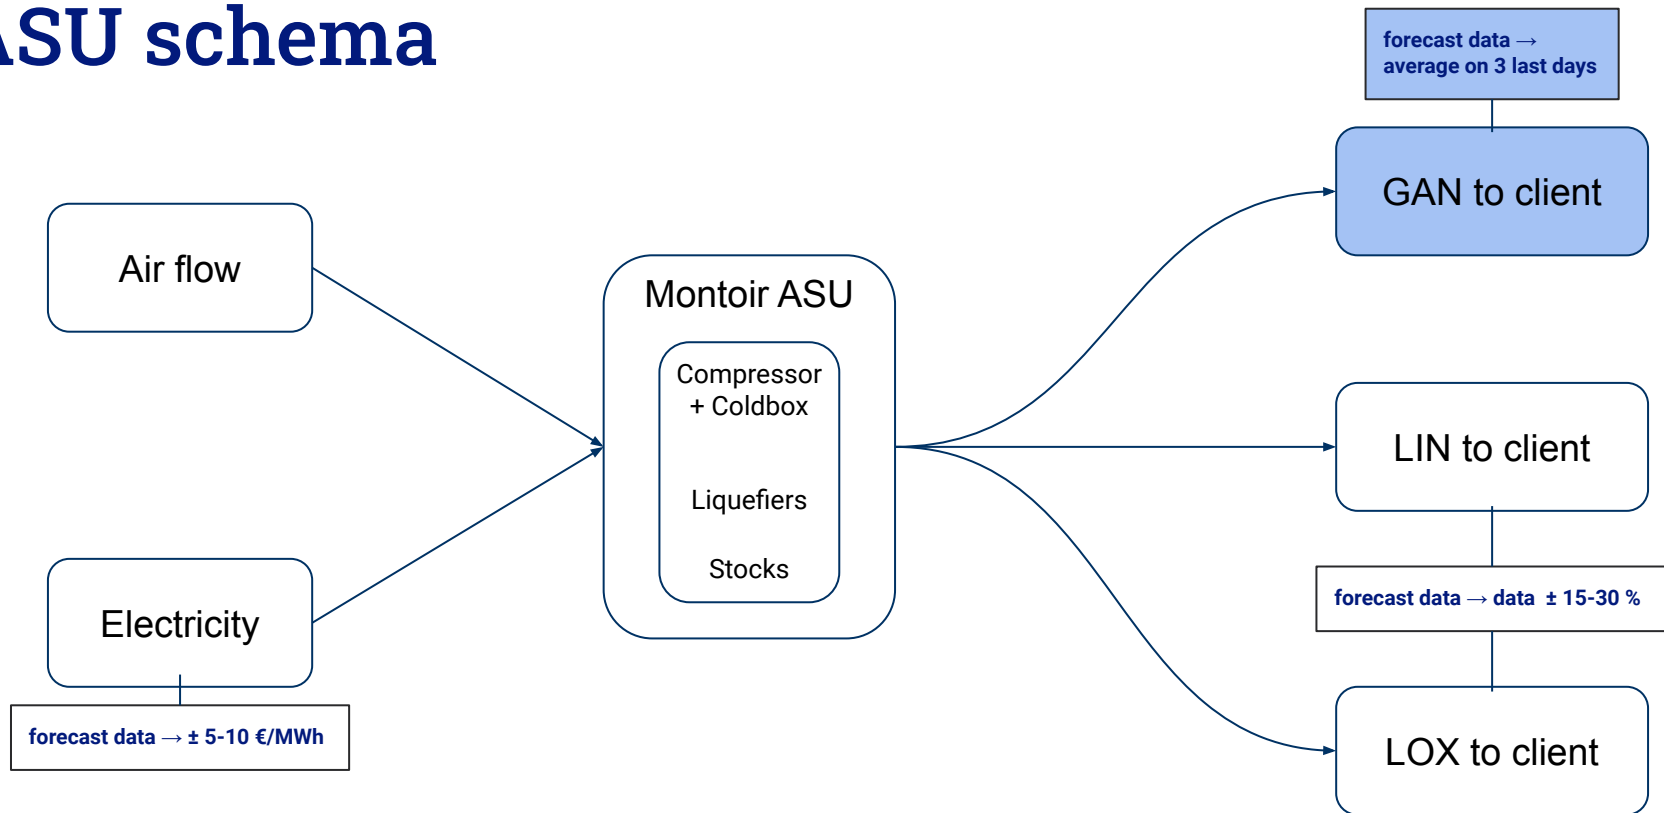 ASU schema
forecast data →
average on 3 last days
GAN to client
Air flow
Montoir ASU
Compressor
+ Coldbox
Liquefiers
Stocks
LIN to client
forecast data → data ± 15-30 %
Electricity
forecast data → ± 5-10 €/MWh
LOX to client